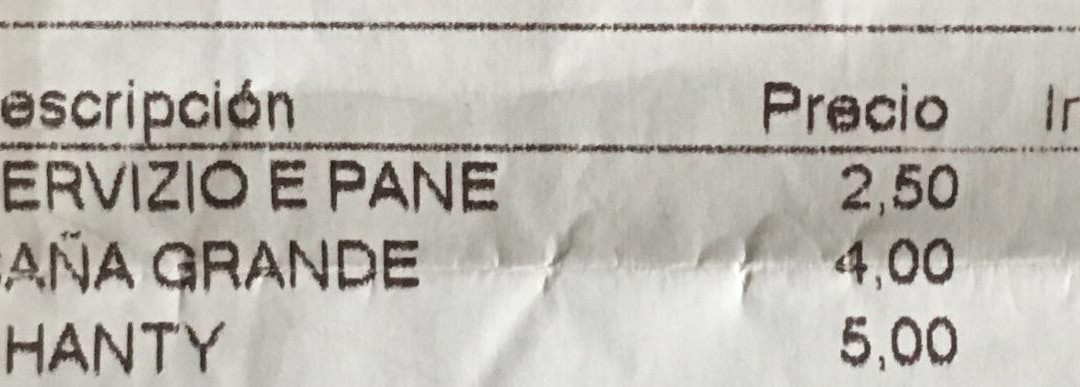 escripción Precio
ERVIZIO E PANE 2,50
AÑA GRANDE 4,00
HANTY 5,00